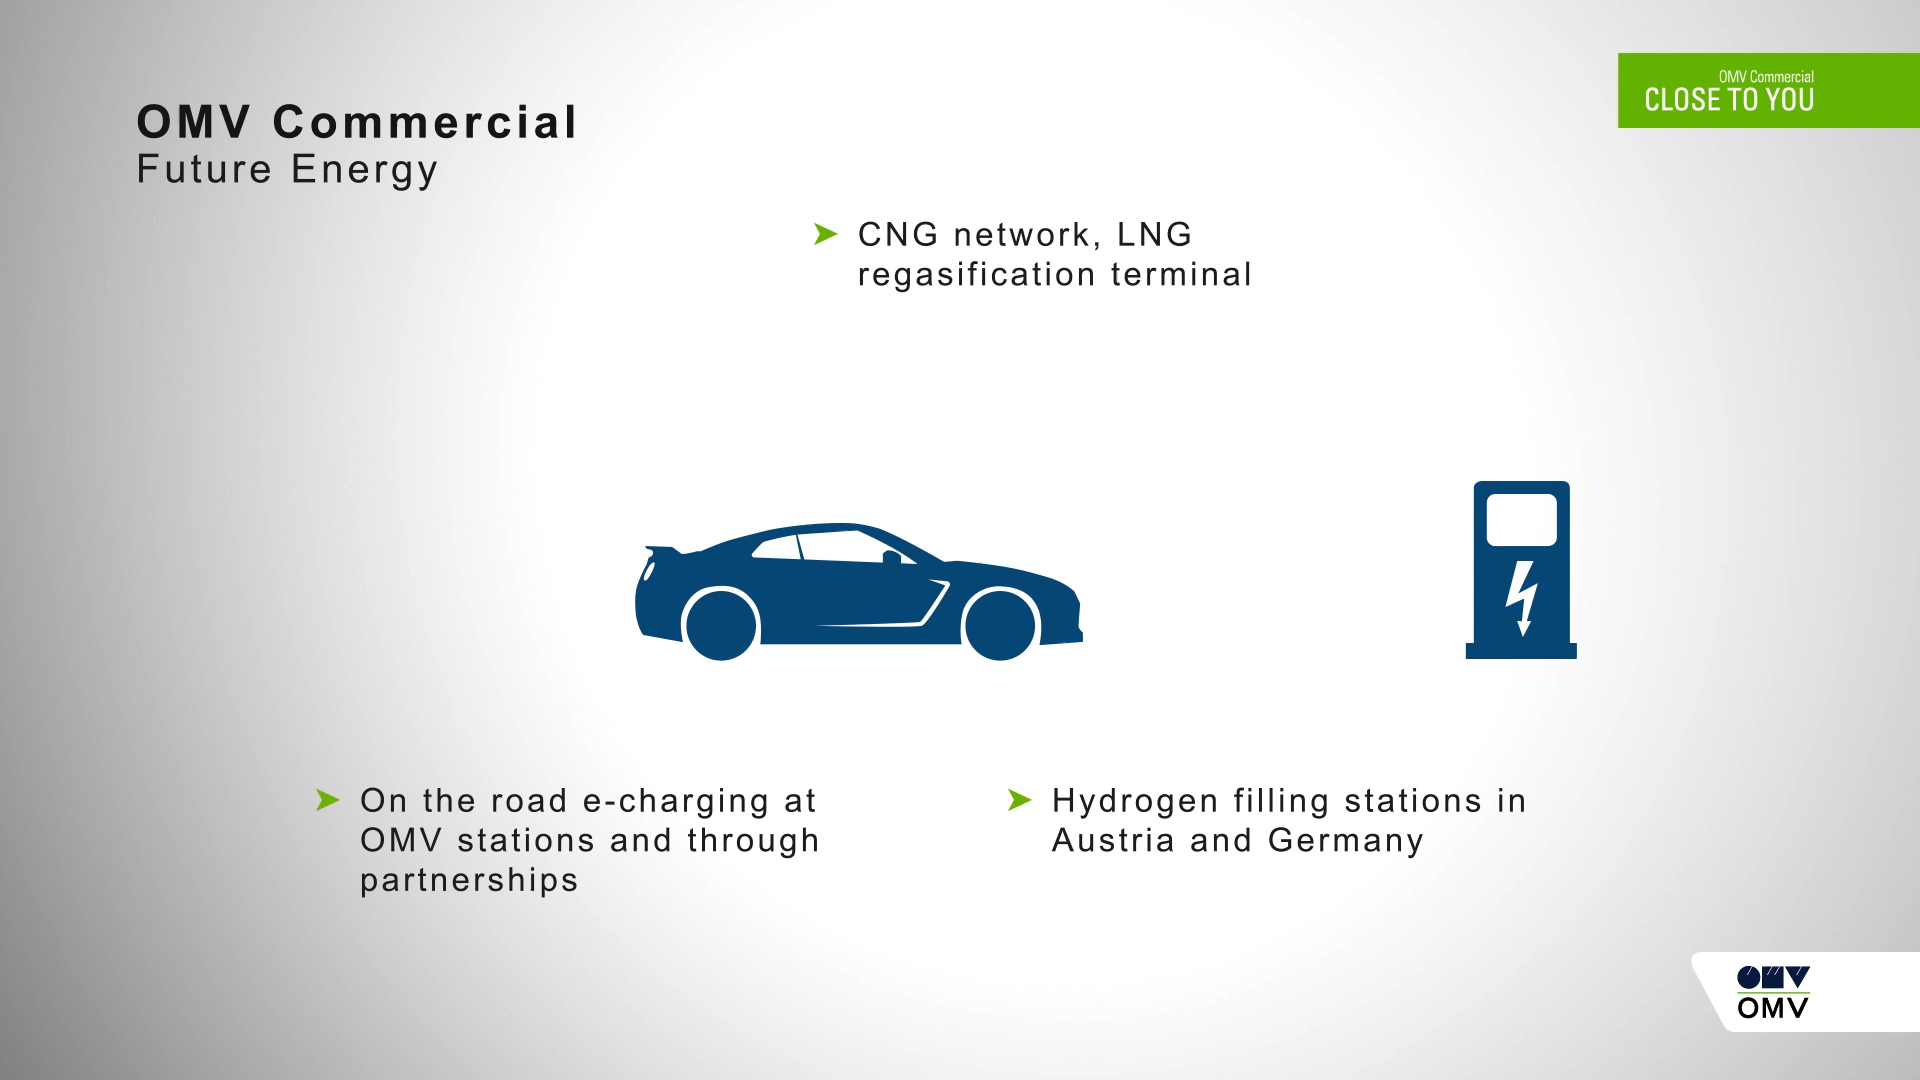 OMV Commercial
Future Energy
OMV Commercial
CLOSE TO YOU
CNG network, LNG
regasification terminal
On the road e-charging at
OMV stations and through
partnerships
Hydrogen filling stations in
Austria and Germany
OMV
OMV